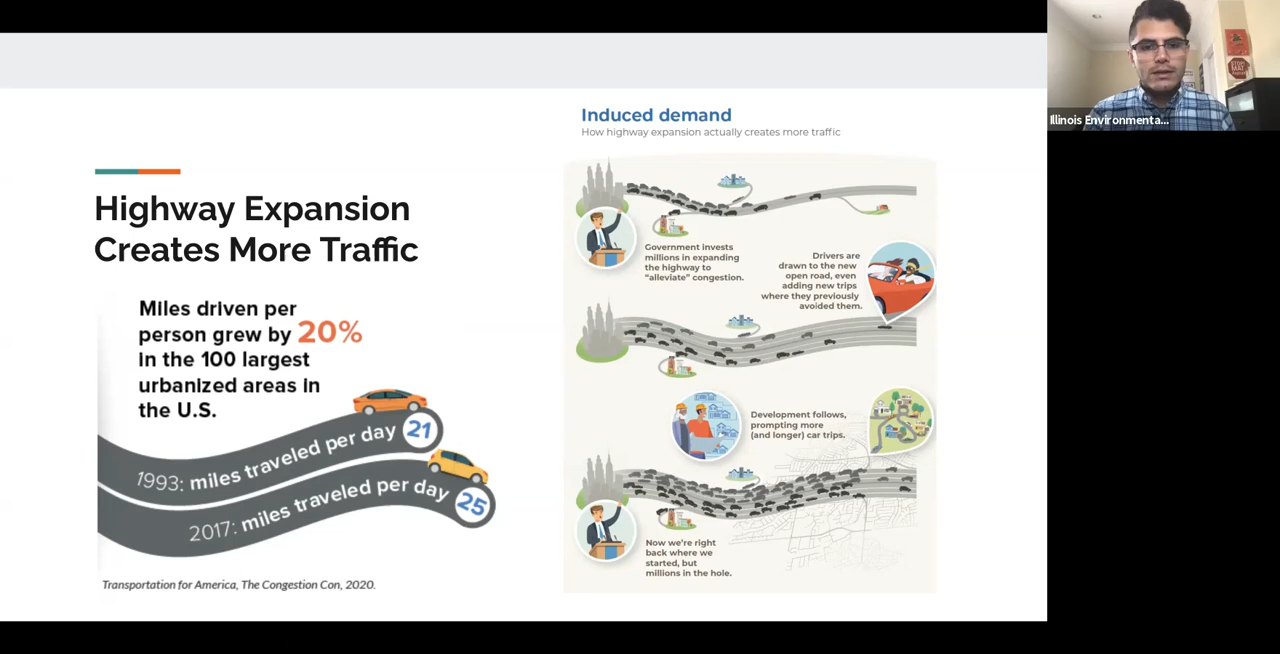 Highway Expansion
Creates More Traffic
Miles driven per
person grew by 20%
in the 100 largest
urbanized areas in
the U.S.
1993: miles traveled per day 21
2017: miles traveled per day 25
Transportation for America, The Congestion Con, 2020.
Induced demand
How highway expansion actually creates more traffic
Government invests
millions in expanding
the highway to
"alleviate" congestion.
Drivers are
drawn to the new
open road, even
adding new trips
where they previously
avoided them.
Development follows,
prompting more
(and longer) car trips.
Now we're right
back where we
started, but
millions in the hole.
Illinois Environmenta...